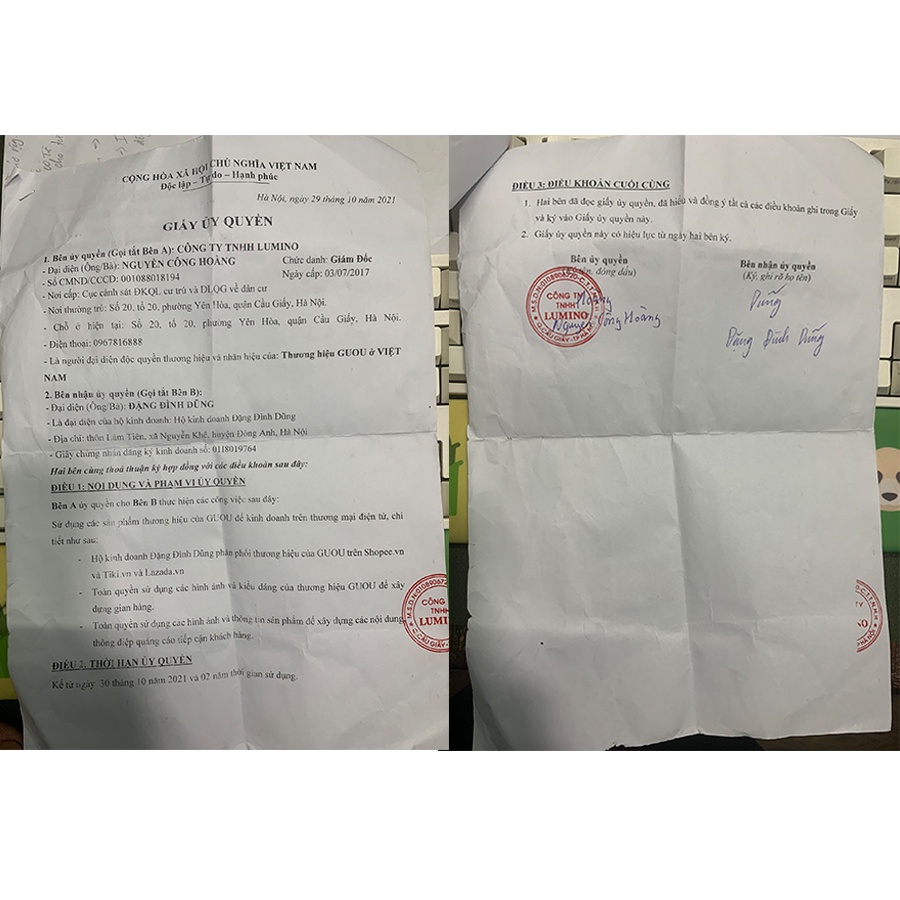 CỘNG HÒA XÃ HỘI CHỦ NGHĨA VIỆT NAM
Độc lập – Tự do – Hạnh phúc
Hà Nội, ngày 29 tháng 10 năm 2021
GIẤY ỦY QUYỀN
1. Bên ủy quyền (Gọi tắt Bên A): CÔNG TY TNHH LUMINO
- Đại diện (Ông/Bà): NGUYỄN CÔNG HOÀNG Chức danh: Giám Đốc
- Số CMND/CCCD: 001088018194 Ngày cấp: 03/07/2017
- Nơi cấp: Cục cảnh sát ĐKQL cư trú và DLQG về dân cư
- Nơi thường trú: Số 20, tổ 20, phường Yên Hòa, quận Cầu Giấy, Hà Nội.
- Chỗ ở hiện tại: Số 20, tổ 20, phường Yên Hòa, quận Cầu Giấy, Hà Nội.
- Điện thoại: 0967816888
- Là người đại diện độc quyền thương hiệu và nhãn hiệu của: Thương hiệu GUOU ở VIỆT
NAM
2. Bên nhận ủy quyền (Gọi tắt Bên B):
- Đại diện (Ông/Bà): ĐẶNG ĐÌNH DŨNG
- Là đại diện của hộ kinh doanh: Hộ kinh doanh Đặng Đình Dũng
- Địa chỉ: thôn Lâm Tiên, xã Nguyên Khê, huyện Đông Anh, Hà Nội
- Giấy chứng nhận đăng ký kinh doanh số: 0118019764
Hai bên cùng thoả thuận ký hợp đồng với các điều khoản sau đây:
ĐIỀU 1: NỘI DUNG VÀ PHẠM VI ỦY QUYỀN
Bên A ủy quyền cho Bên B thực hiện các công việc sau đây:
Sử dụng các sản phẩm thương hiệu của GUOU để kinh doanh trên thương mại điện tử, chi
tiết như sau:
- Hộ kinh doanh Đặng Đình Dũng phân phối thương hiệu của GUOU trên Shopee.vn
và Tiki.vn và Lazada.vn
- Toàn quyền sử dụng các hình ảnh và kiểu dáng của thương hiệu GUOU để xây
dựng gian hàng.
- Toàn quyền sử dụng các hình ảnh và thông tin sản phẩm để xây dựng các nội dung,
thông điệp quảng cáo tiếp cận khách hàng.
ĐIỀU 2: THỜI HẠN ỦY QUYỀN
Kể từ ngày 30 tháng 10 năm 2021 và 02 năm thời gian sử dụng.
CÔNG
TNHH
LUMI
ĐIỀU 3: ĐIỀU KHOẢN CUỐI CÙNG
1. Hai bên đã đọc giấy ủy quyền, đã hiểu và đồng ý tất cả các điều khoản ghi trong Giấy
và ký vào Giấy ủy quyền này.
2. Giấy ủy quyền này có hiệu lực từ ngày hai bên ký.
Bên ủy quyền
(Ký tên, đóng dấu)
Bên nhận ủy quyền
(Ký, ghi rõ họ tên)
CÔNG TY
TNHH
LUMINO
Hoàng
Nguyễn Công Hoàng
Dũng
Đặng Đình Dũng